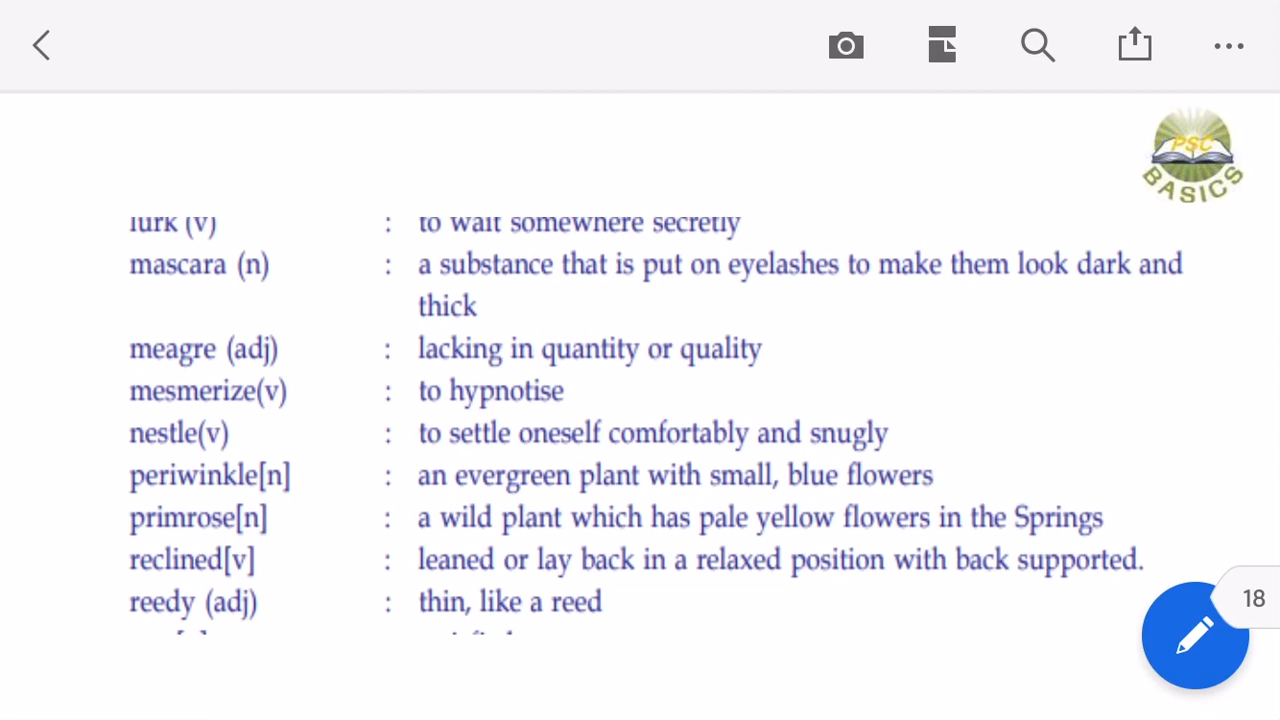 PSC
BASICS
lurk (v) : to wait somewhere secretly
mascara (n) : a substance that is put on eyelashes to make them look dark and
thick
meagre (adj) : lacking in quantity or quality
mesmerize(v) : to hypnotise
nestle(v) : to settle oneself comfortably and snugly
periwinkle[n] : an evergreen plant with small, blue flowers
primrose[n] : a wild plant which has pale yellow flowers in the Springs
reclined[v] : leaned or lay back in a relaxed position with back supported.
reedy (adj) : thin, like a reed
18